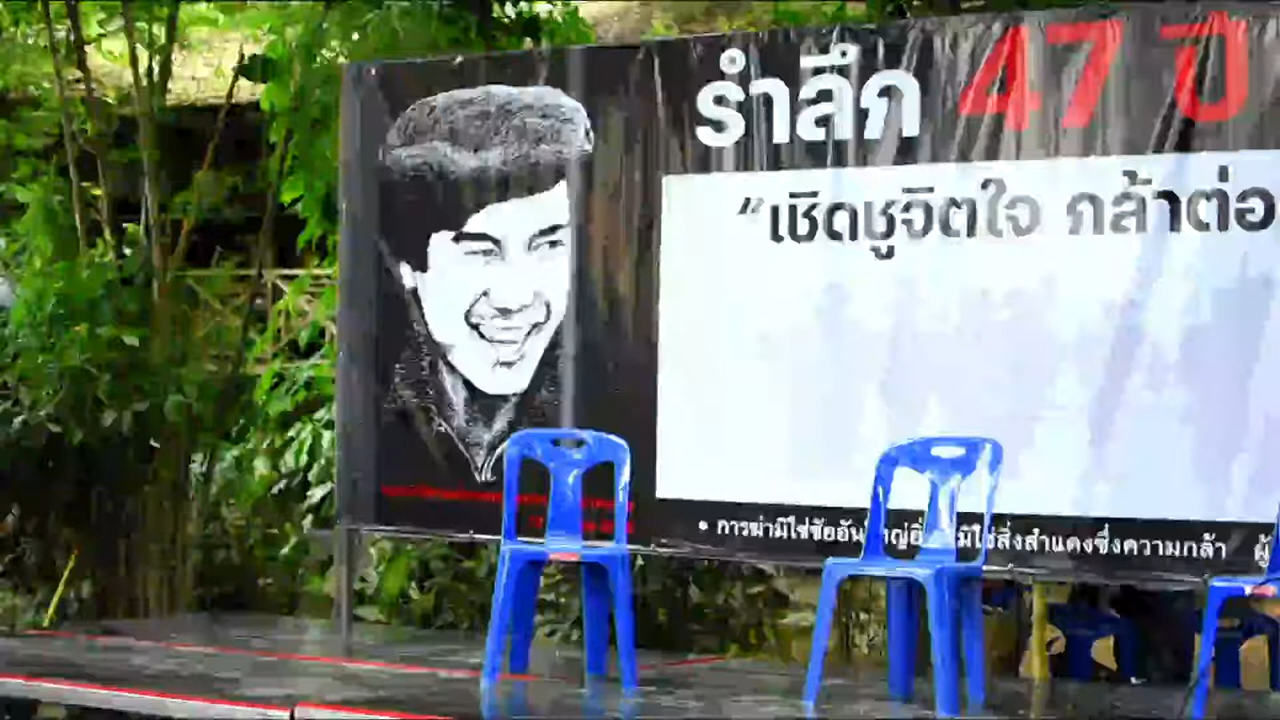 รำลึก 47 ปี
“เชิดชูจิตใจ กล้าต่อ
• การฆ่ามิใช่ข้ออัน มิใช่สิ่งสำแดงซึ่งความกล้า ผู้